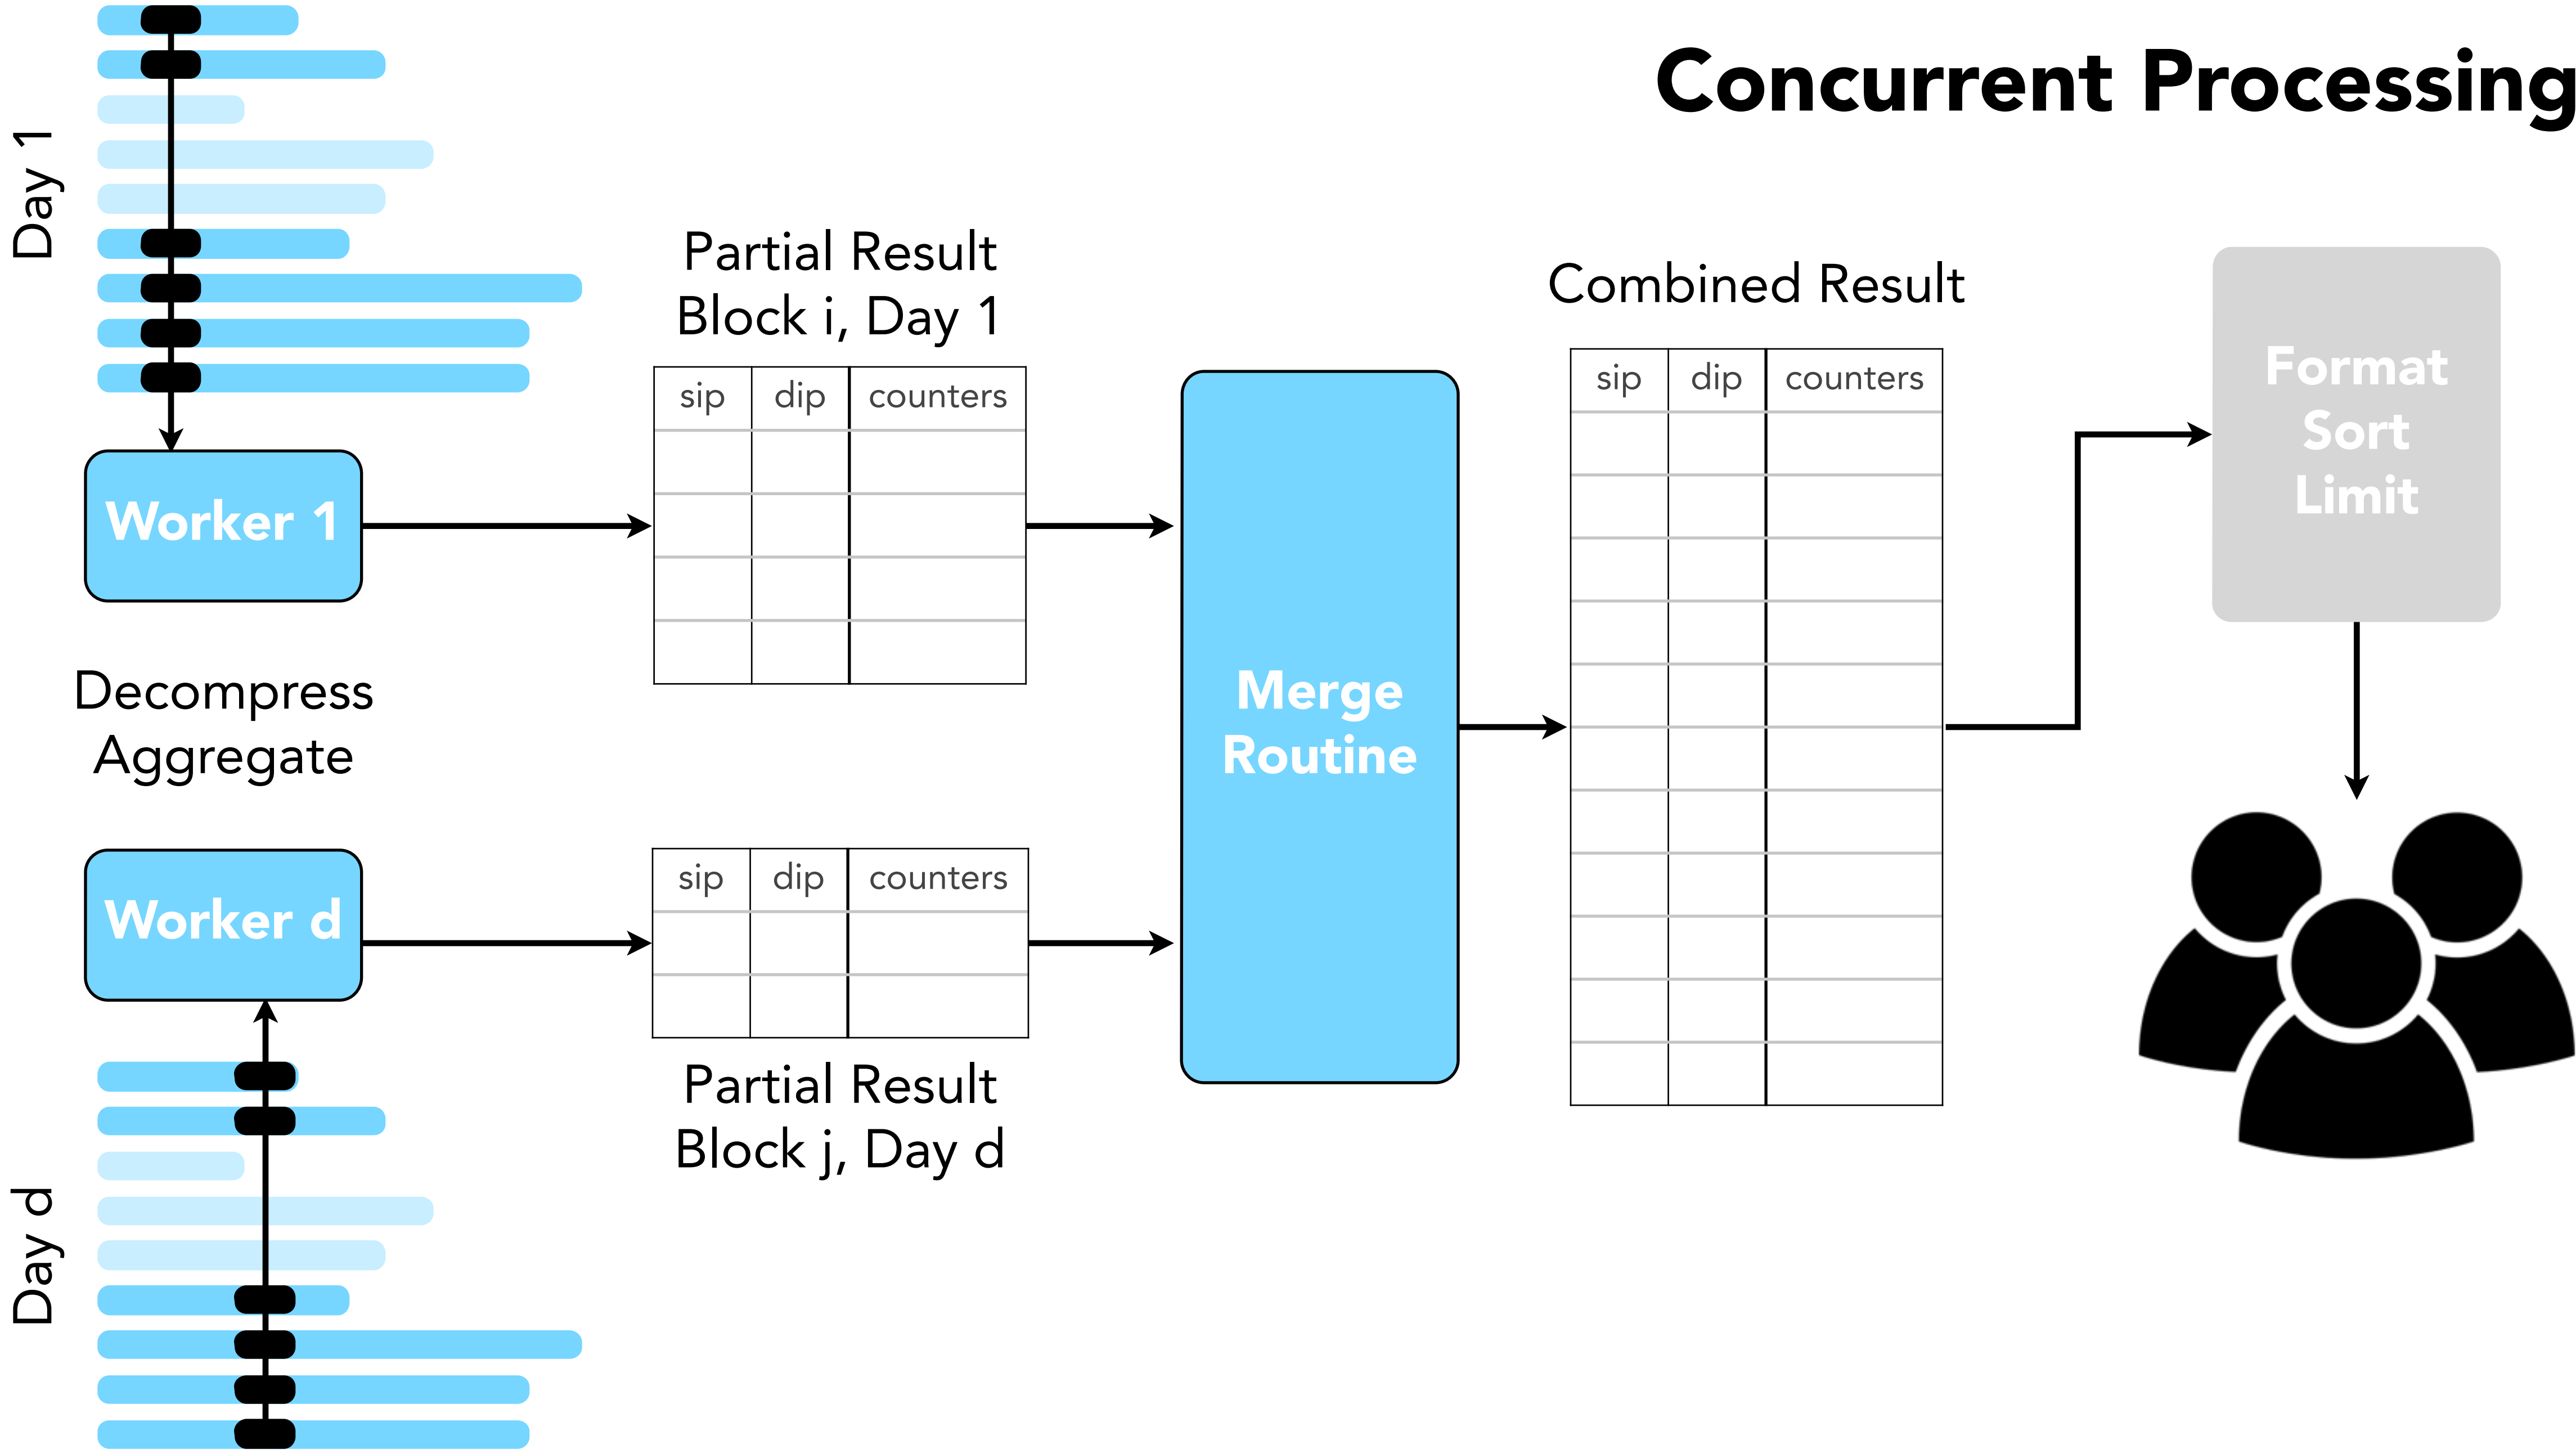 Concurrent Processing
Day 1
Partial Result
Block i, Day 1
sip dip counters
Worker 1
Decompress
Aggregate
Worker d
sip dip counters
Partial Result
Block j, Day d
Day d
Merge
Routine
Combined Result
sip dip counters
Format
Sort
Limit